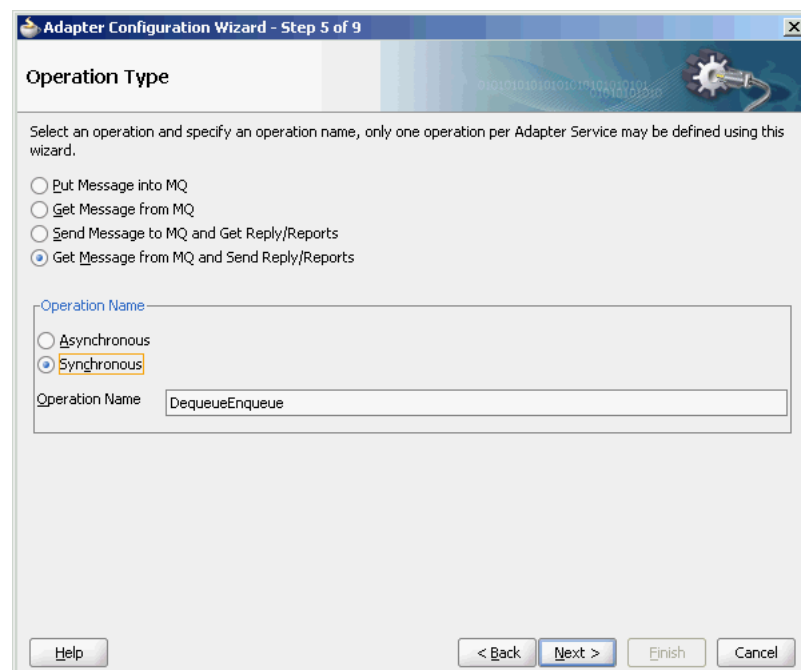 Adapter Configuration Wizard - Step 5 of 9
Operation Type
Select an operation and specify an operation name, only one operation per Adapter Service may be defined using this
wizard.
Put Message into MQ
Get Message from MQ
Send Message to MQ and Get Reply/Reports
Get Message from MQ and Send Reply/Reports
Operation Name
Asynchronous
Synchronous
Operation Name DequeueEnqueue
Help < Back Next > Finish Cancel